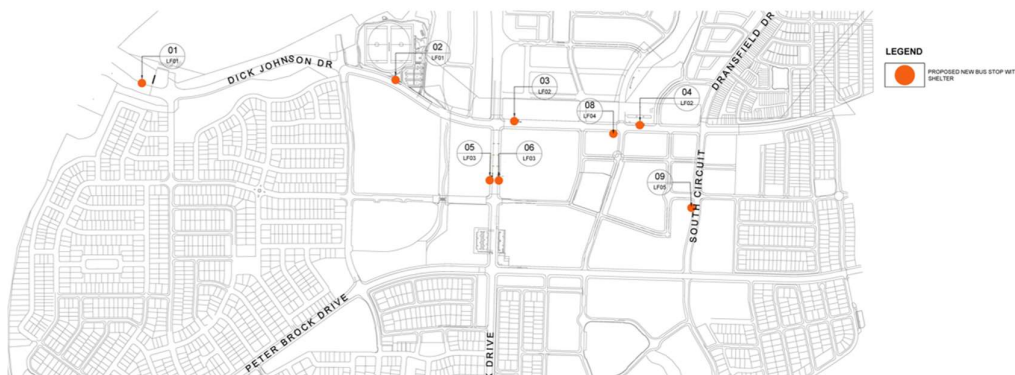 01
LF01
DICK JOHNSON DR
02
LF01
03
LF02
08
LF04
04
LF02
DRANSFIELD DR
05
LF03
06
LF03
09
LF05
SOUTH CIRCUIT
PETER BROCK DRIVE
K DRIVE
LEGEND
PROPOSED NEW BUS STOP WIT
SHELTER